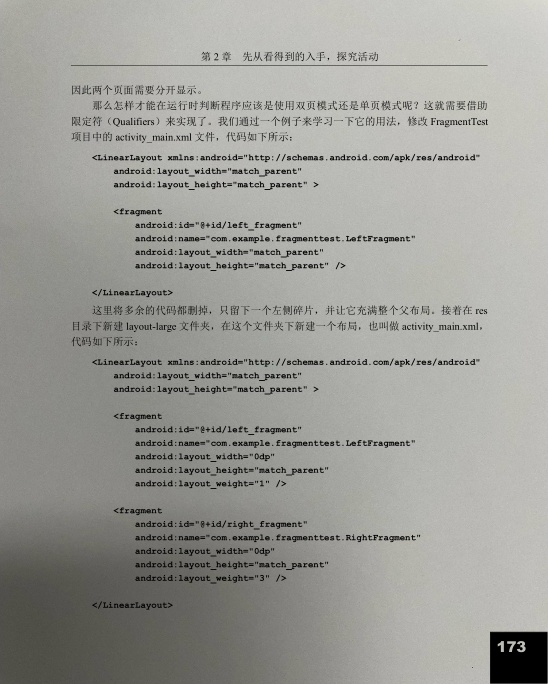 第 2 章 先从看得到的入手，探究活动
因此两个页面需要分开显示。
那么怎样才能在运行时判断程序应该是使用双页模式还是单页模式呢？这就需要借助
限定符（Qualifiers）来实现了。我们通过一个例子来学习一下它的用法，修改 FragmentTest
项目中的 activity_main.xml 文件，代码如下所示：
<LinearLayout xmlns:android="http://schemas.android.com/apk/res/android"
android:layout_width="match_parent"
android:layout_height="match_parent" >
<fragment
android:id="@+id/left_fragment"
android:name="com.example.fragmenttest.LeftFragment"
android:layout_width="match_parent"
android:layout_height="match_parent" />
</LinearLayout>
这里将多余的代码都删掉，只留下一个左侧碎片，并让它充满整个父布局。接着在 res
目录下新建 layout-large 文件夹，在这个文件夹下新建一个布局，也叫做 activity_main.xml，
代码如下所示：
<LinearLayout xmlns:android="http://schemas.android.com/apk/res/android"
android:layout_width="match_parent"
android:layout_height="match_parent" >
<fragment
android:id="@+id/left_fragment"
android:name="com.example.fragmenttest.LeftFragment"
android:layout_width="0dp"
android:layout_height="match_parent"
android:layout_weight="1" />
<fragment
android:id="@+id/right_fragment"
android:name="com.example.fragmenttest.RightFragment"
android:layout_width="0dp"
android:layout_height="match_parent"
android:layout_weight="3" />
</LinearLayout>
173